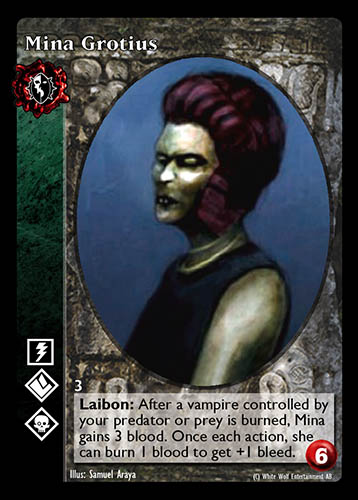 Mina Grotius
3
Laibon: After a vampire controlled by
your predator or prey is burned, Mina
gains 3 blood. Once each action, she
can burn 1 blood to get +1 bleed.
6
Illus: Samuel Araya
(C) White Wolf Entertainment AB